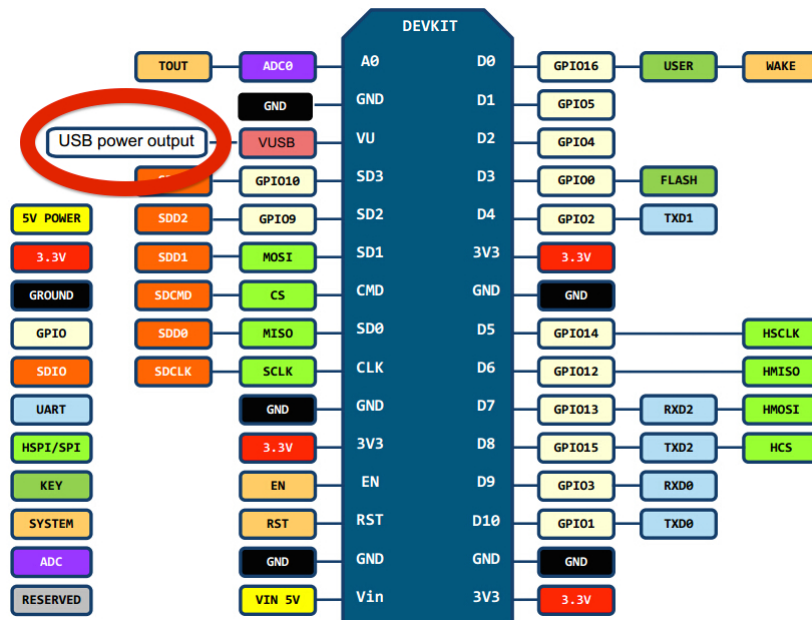 DEVKIT
TOUT ADC0 A0 D0 GPIO16 USER WAKE
GND GND D1 GPIO5
USB power output VUSB VU D2 GPIO4
GPIO10 SD3 D3 GPIO0 FLASH
5V POWER SDD2 GPIO9 SD2 D4 GPIO2 TXD1
3.3V SDD1 MOSI SD1 3V3 3.3V
GROUND SDCMD CS CMD GND GND
GPIO SDD0 MISO SD0 D5 GPIO14 HSCLK
SDIO SDCLK SCLK CLK D6 GPIO12 HMISO
UART GND GND D7 GPIO13 RXD2 HMOSI
HSPI/SPI 3.3V 3V3 D8 GPIO15 TXD2 HCS
KEY EN EN D9 GPIO3 RXD0
SYSTEM RST RST D10 GPIO1 TXD0
ADC GND GND GND GND
RESERVED VIN 5V Vin 3V3 3.3V